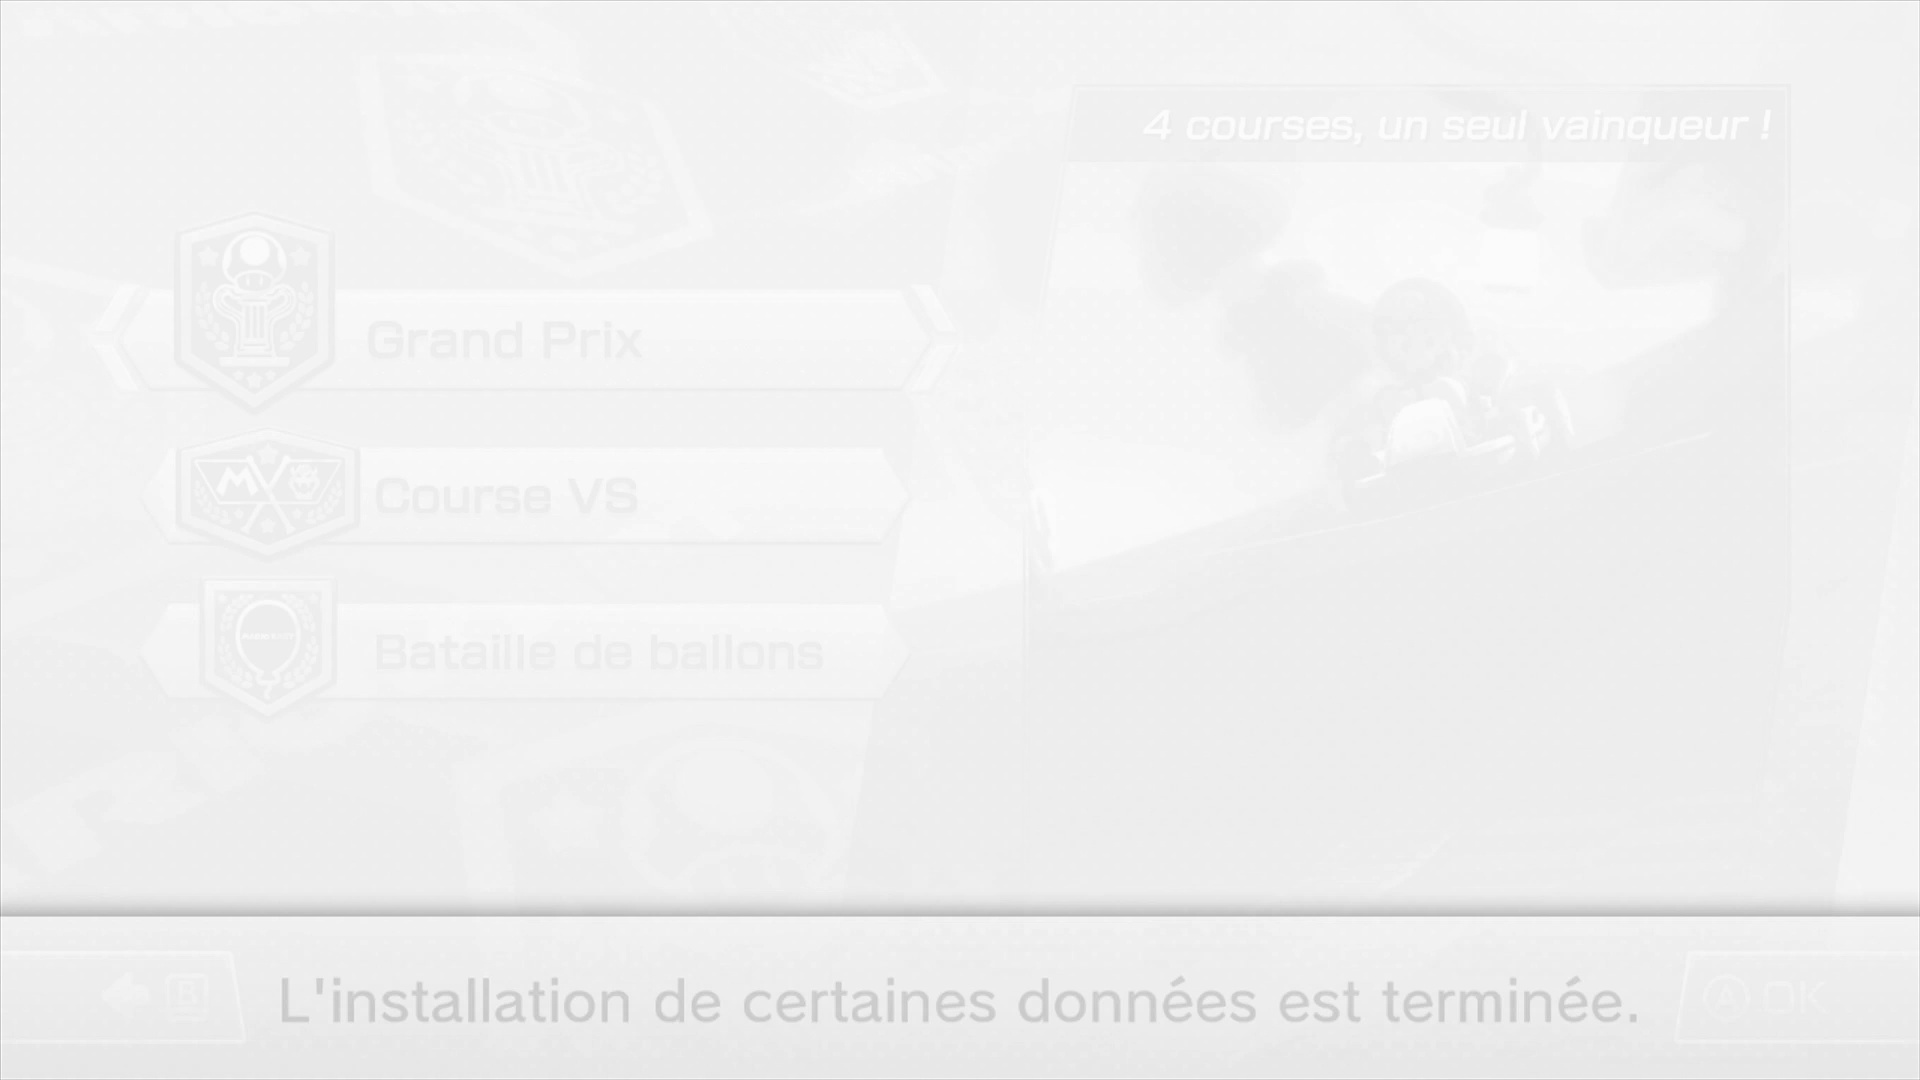 4 courses, un seul vainqueur !
Grand Prix
Course VS
Bataille de ballons
B
L'installation de certaines données est terminée.
A OK